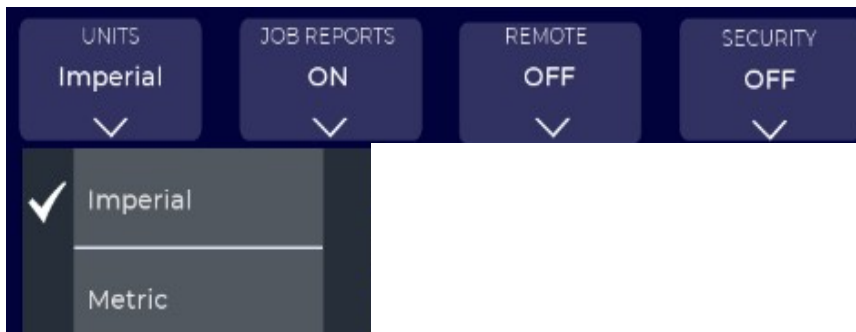 UNITS
Imperial
JOB REPORTS
ON
REMOTE
OFF
SECURITY
OFF
Imperial
Metric